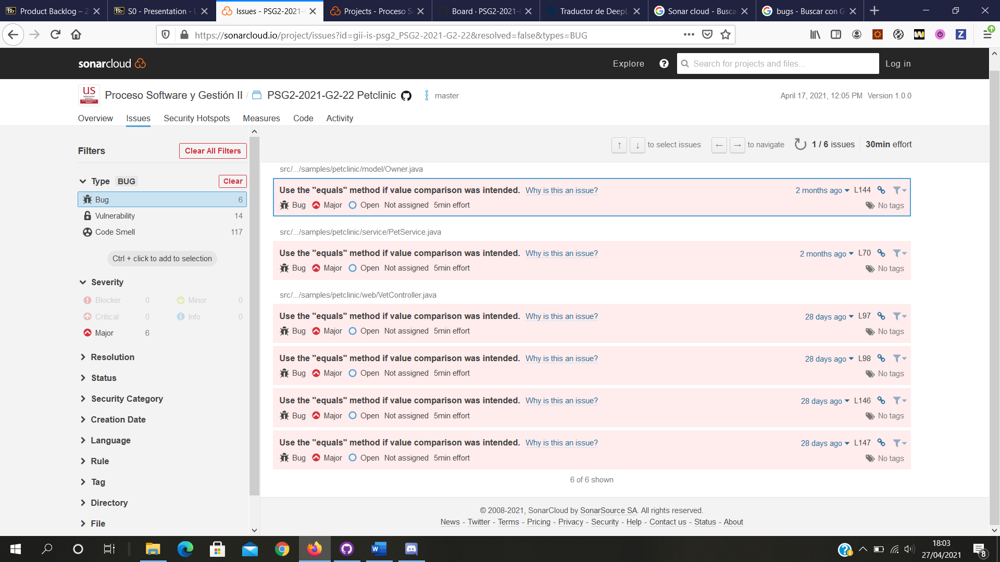 Product Backlog – 2
S0 - Presentation - U
Issues - PSG2-2021-G
Projects - Proceso S
Board · PSG2-2021-G
Traductor de DeepL
Sonar cloud - Busca
bugs - Buscar con G
https://sonarcloud.io/project/issues?id=gii-is-psg2_PSG2-2021-G2-22&resolved=false&types=BUG
sonarcloud
Explore
Search for projects and files...
Log in
US
Proceso Software y Gestión II / PSG2-2021-G2-22 Petclinic
master
April 17, 2021, 12:05 PM Version 1.0.0
Overview Issues Security Hotspots Measures Code Activity
Filters
Clear All Filters
Type BUG
Clear
Bug 6
Vulnerability 14
Code Smell 117
Ctrl + click to add to selection
Severity
Blocker 0 Minor 0
Critical 0 Info 0
Major 6
Resolution
Status
Security Category
Creation Date
Language
Rule
Tag
Directory
File
↑ ↓ to select issues ← → to navigate 1 / 6 issues 30min effort
src/.../samples/petclinic/model/Owner.java
Use the "equals" method if value comparison was intended. Why is this an issue? 2 months ago L144
Bug Major Open Not assigned 5min effort No tags
src/.../samples/petclinic/service/PetService.java
Use the "equals" method if value comparison was intended. Why is this an issue? 2 months ago L70
Bug Major Open Not assigned 5min effort No tags
src/.../samples/petclinic/web/VetController.java
Use the "equals" method if value comparison was intended. Why is this an issue? 28 days ago L97
Bug Major Open Not assigned 5min effort No tags
Use the "equals" method if value comparison was intended. Why is this an issue? 28 days ago L98
Bug Major Open Not assigned 5min effort No tags
Use the "equals" method if value comparison was intended. Why is this an issue? 28 days ago L146
Bug Major Open Not assigned 5min effort No tags
Use the "equals" method if value comparison was intended. Why is this an issue? 28 days ago L147
Bug Major Open Not assigned 5min effort No tags
6 of 6 shown
© 2008-2021, SonarCloud by SonarSource SA. All rights reserved.
News - Twitter - Terms - Pricing - Privacy - Security - Help - Contact us - Status - About
18:03
27/04/2021
8